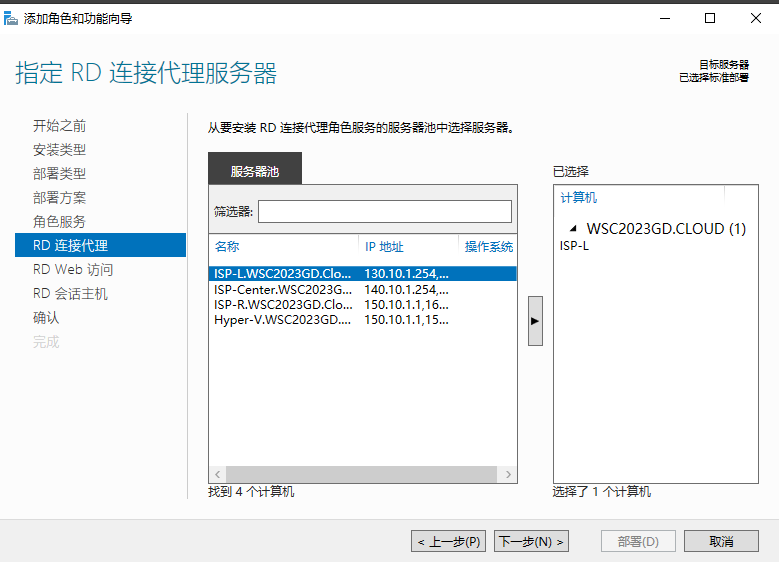 添加角色和功能向导
指定 RD 连接代理服务器
目标服务器
已选择标准部署
开始之前
安装类型
部署类型
部署方案
角色服务
RD 连接代理
RD Web 访问
RD 会话主机
确认
完成
从要安装 RD 连接代理角色服务的服务器池中选择服务器。
服务器池
筛选器:
名称 IP 地址 操作系统
ISP-L.WSC2023GD.Clo... 130.10.1.254,...
ISP-Center.WSC2023G... 140.10.1.254,...
ISP-R.WSC2023GD.Clo... 150.10.1.1,16...
Hyper-V.WSC2023GD.... 150.10.1.1,15...
找到 4 个计算机
已选择
计算机
WSC2023GD.CLOUD (1)
ISP-L
选择了 1 个计算机
< 上一步(P) 下一步(N) > 部署(D) 取消